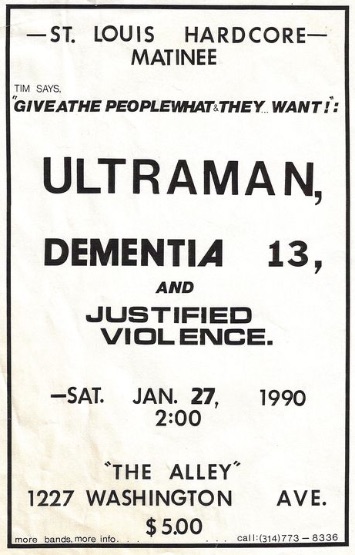 —ST. LOUIS HARDCORE—
MATINEE
TIM SAYS,
"GIVEATHE PEOPLEWHAT&THEY... WANT!":
ULTRAMAN,
DEMENTIA 13,
AND
JUSTIFIED
VIOLENCE.
—SAT. JAN. 27, 1990
2:00
"THE ALLEY"
1227 WASHINGTON AVE.
$5.00
more bands, more info. . . . . . . call:(314)773–8336